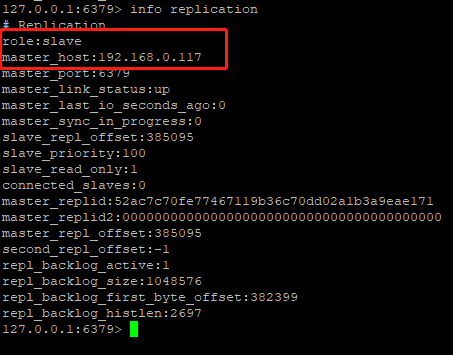 127.0.0.1:6379> info replication
# Replication
role:slave
master_host:192.168.0.117
master_port:6379
master_link_status:up
master_last_io_seconds_ago:0
master_sync_in_progress:0
slave_repl_offset:385095
slave_priority:100
slave_read_only:1
connected_slaves:0
master_replid:52ac7c70fe77467119b36c70dd02a1b3a9eae171
master_replid2:0000000000000000000000000000000000000000
master_repl_offset:385095
second_repl_offset:-1
repl_backlog_active:1
repl_backlog_size:1048576
repl_backlog_first_byte_offset:382399
repl_backlog_histlen:2697
127.0.0.1:6379>